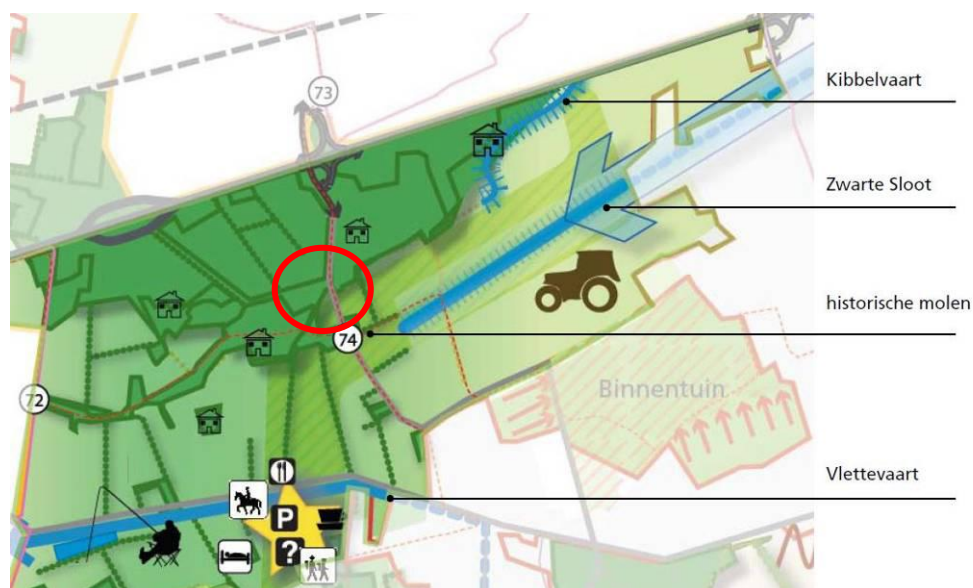 Kibbelvaart
73
Zwarte Sloot
historische molen
74
Binnentuin
72
Vlettevaart
P
?